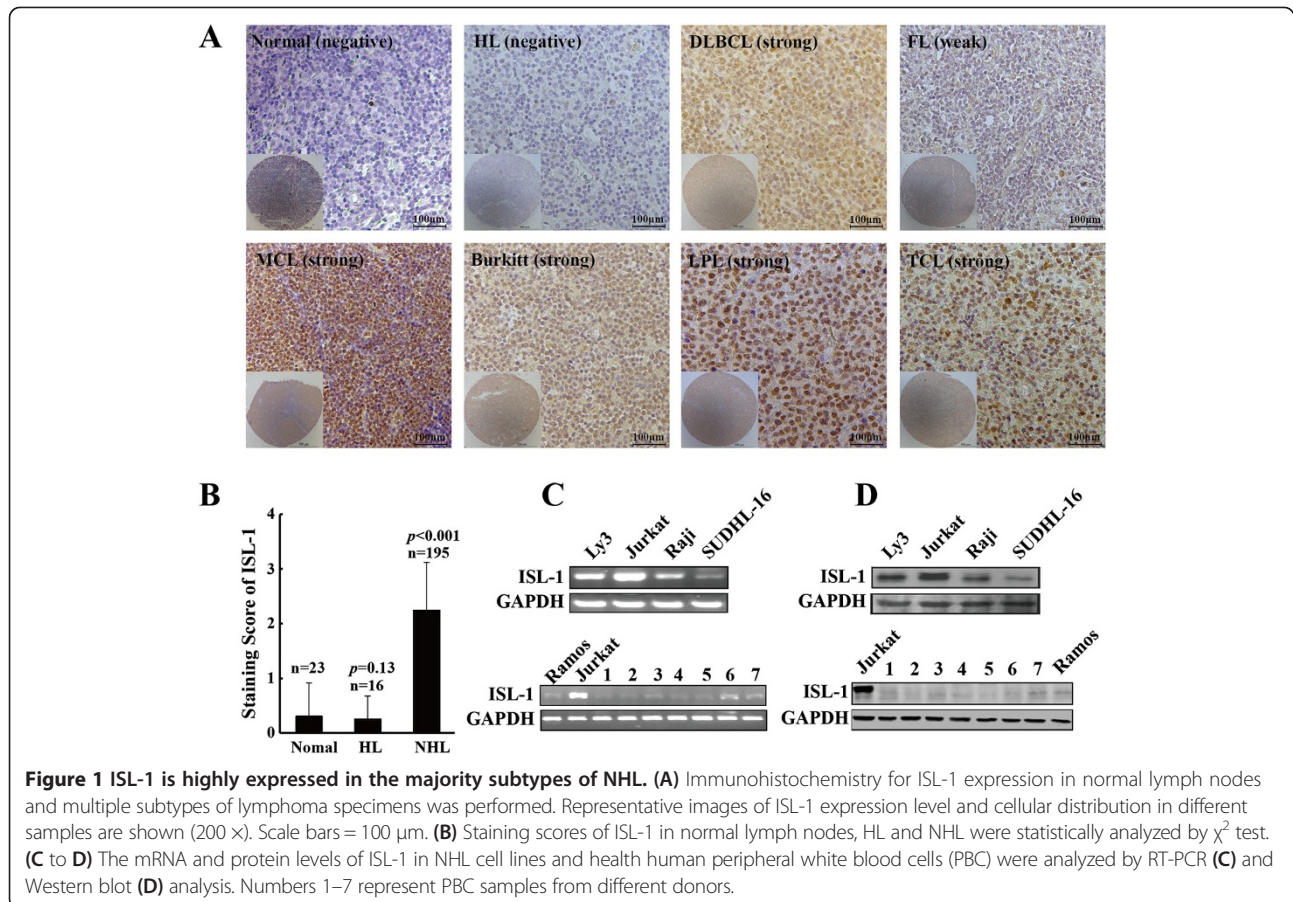 A
Normal (negative)
HL (negative)
DLBCL (strong)
FL (weak)
100µm
100µm
100µm
100µm
MCL (strong)
Burkitt (strong)
LPL (strong)
TCL (strong)
100µm
100µm
100µm
100µm
B
Staining Score of ISL-1
4
3
2
1
0
n=23
p=0.13
n=16
p<0.001
n=195
Nomal HL NHL
C
Ly3 Jurkat Raji SUDHL-16
ISL-1
GAPDH
Ramos Jurkat 1 2 3 4 5 6 7
ISL-1
GAPDH
D
Ly3 Jurkat Raji SUDHL-16
ISL-1
GAPDH
Jurkat 1 2 3 4 5 6 7 Ramos
ISL-1
GAPDH
Figure 1 ISL-1 is highly expressed in the majority subtypes of NHL. (A) Immunohistochemistry for ISL-1 expression in normal lymph nodes
and multiple subtypes of lymphoma specimens was performed. Representative images of ISL-1 expression level and cellular distribution in different
samples are shown (200 ×). Scale bars = 100 µm. (B) Staining scores of ISL-1 in normal lymph nodes, HL and NHL were statistically analyzed by χ² test.
(C to D) The mRNA and protein levels of ISL-1 in NHL cell lines and health human peripheral white blood cells (PBC) were analyzed by RT-PCR (C) and
Western blot (D) analysis. Numbers 1–7 represent PBC samples from different donors.